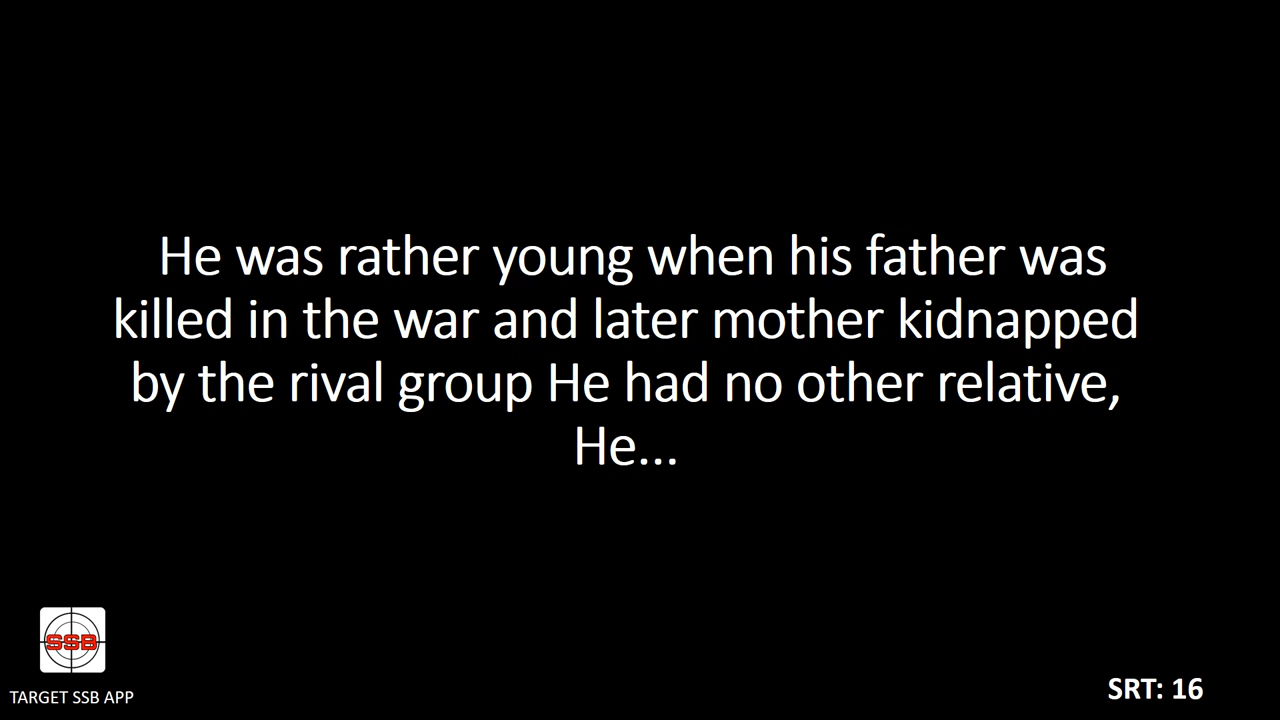 He was rather young when his father was
killed in the war and later mother kidnapped
by the rival group He had no other relative,
He...
SSB
TARGET SSB APP
SRT: 16